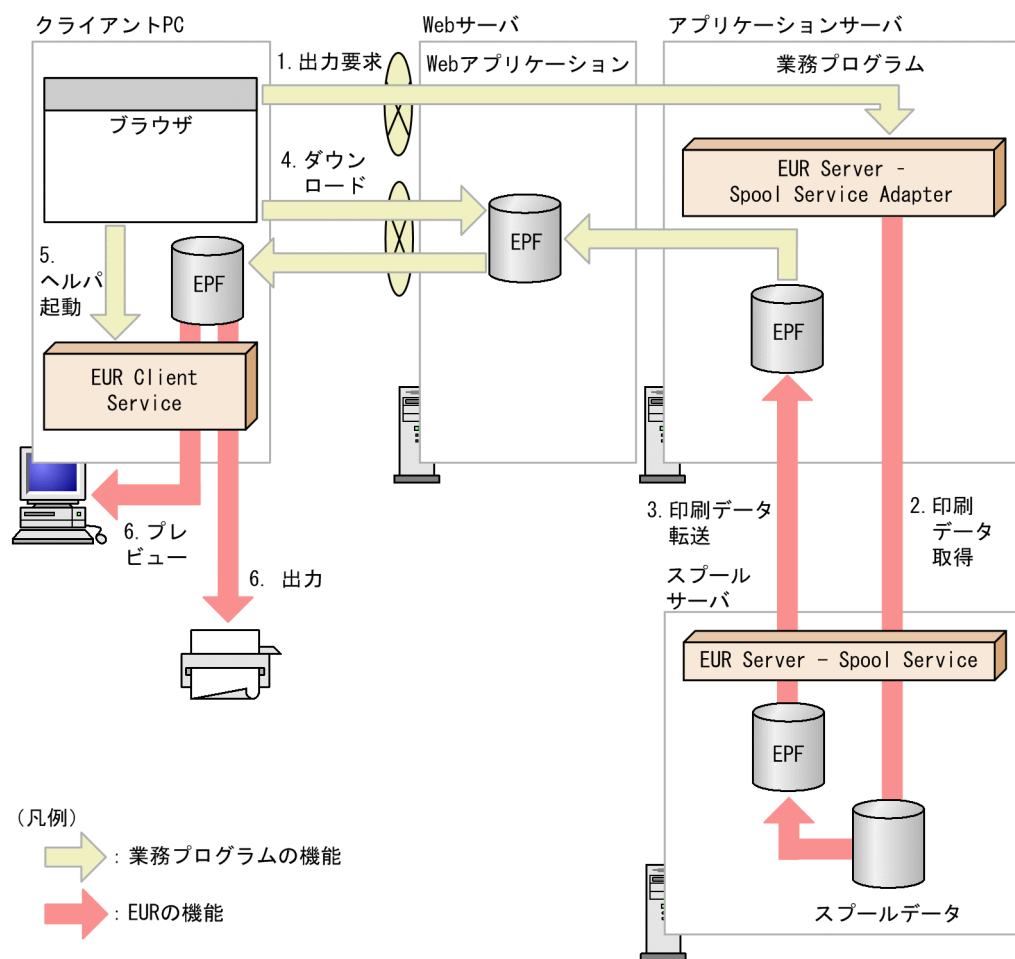 クライアントPC
Webサーバ
アプリケーションサーバ
1. 出力要求
Webアプリケーション
業務プログラム
ブラウザ
4. ダウン
ロード
EUR Server -
Spool Service Adapter
5.
ヘルパ
起動
EPF
EPF
EPF
EUR Client
Service
6. プレ
ビュー
6. 出力
3. 印刷データ
転送
2. 印刷
データ
取得
スプール
サーバ
EUR Server - Spool Service
EPF
スプールデータ
(凡例)
: 業務プログラムの機能
: EURの機能